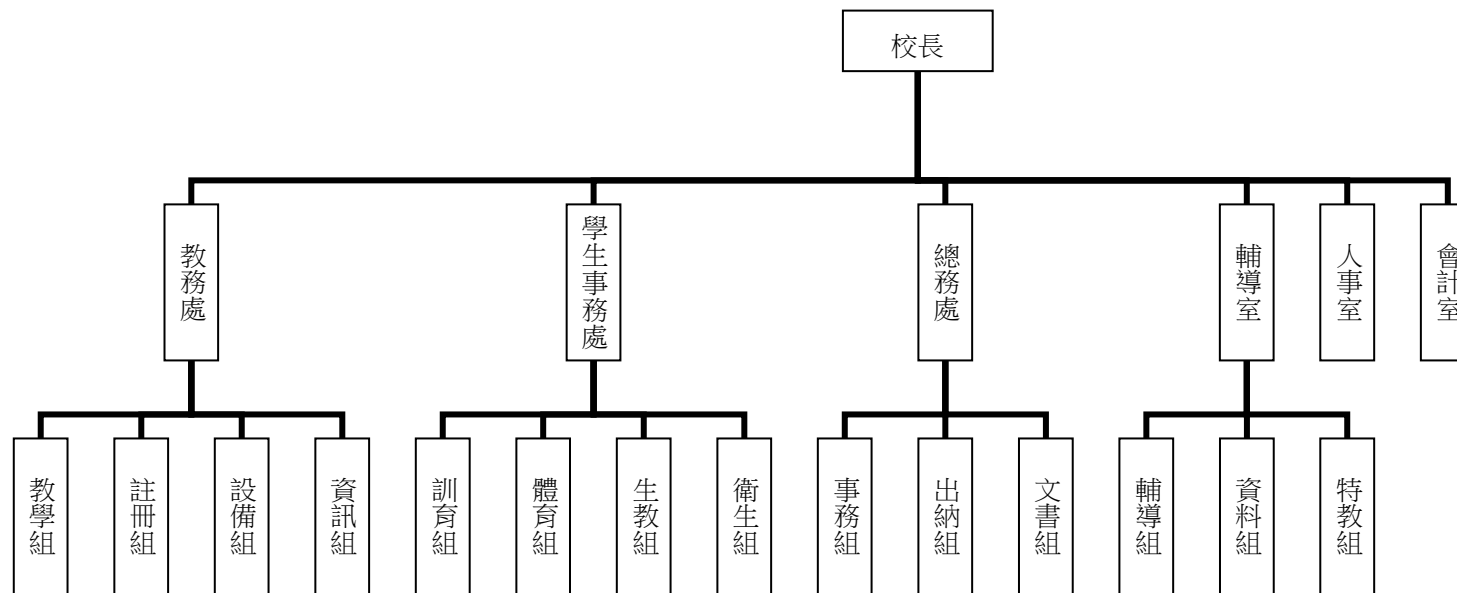 校長
教務處
學生事務處
總務處
輔導室
人事室
會計室
教學組
註冊組
設備組
資訊組
訓育組
體育組
生教組
衛生組
事務組
出納組
文書組
輔導組
資料組
特教組